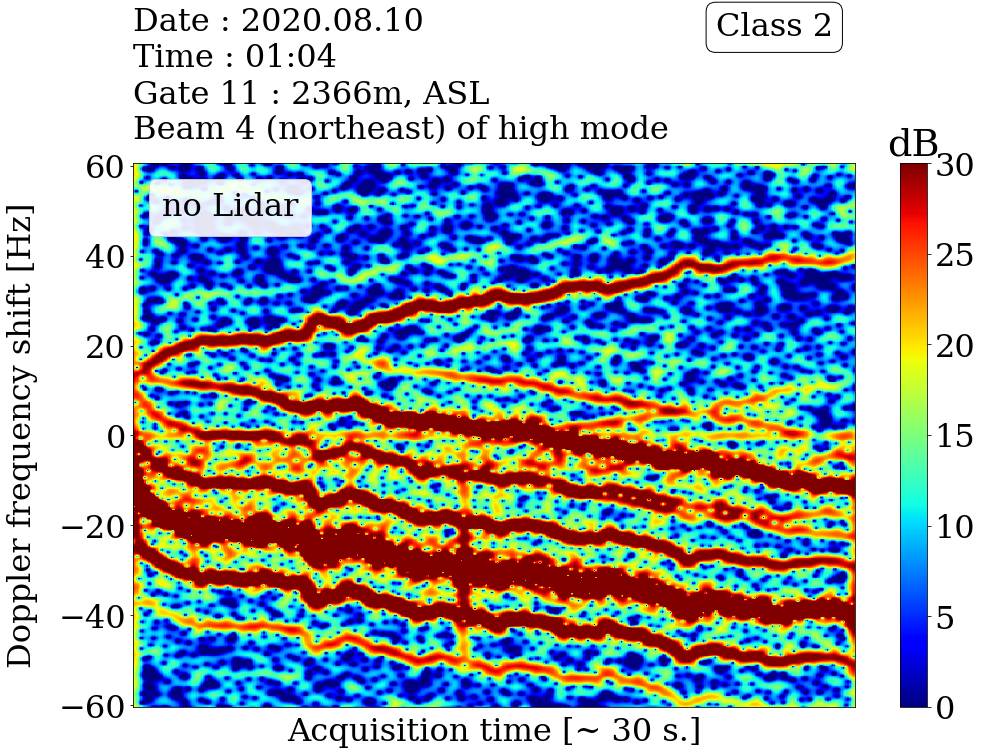 Date : 2020.08.10
Time : 01:04
Gate 11 : 2366m, ASL
Beam 4 (northeast) of high mode
Class 2
dB
no Lidar
60
40
20
0
−20
−40
−60
Doppler frequency shift [Hz]
Acquisition time [~ 30 s.]
30
25
20
15
10
5
0